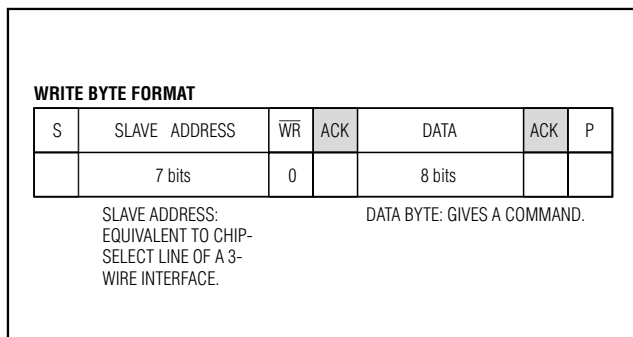 WRITE BYTE FORMAT
S SLAVE ADDRESS WR ACK DATA ACK P
7 bits 0 8 bits
SLAVE ADDRESS:
EQUIVALENT TO CHIP-
SELECT LINE OF A 3-
WIRE INTERFACE.
DATA BYTE: GIVES A COMMAND.